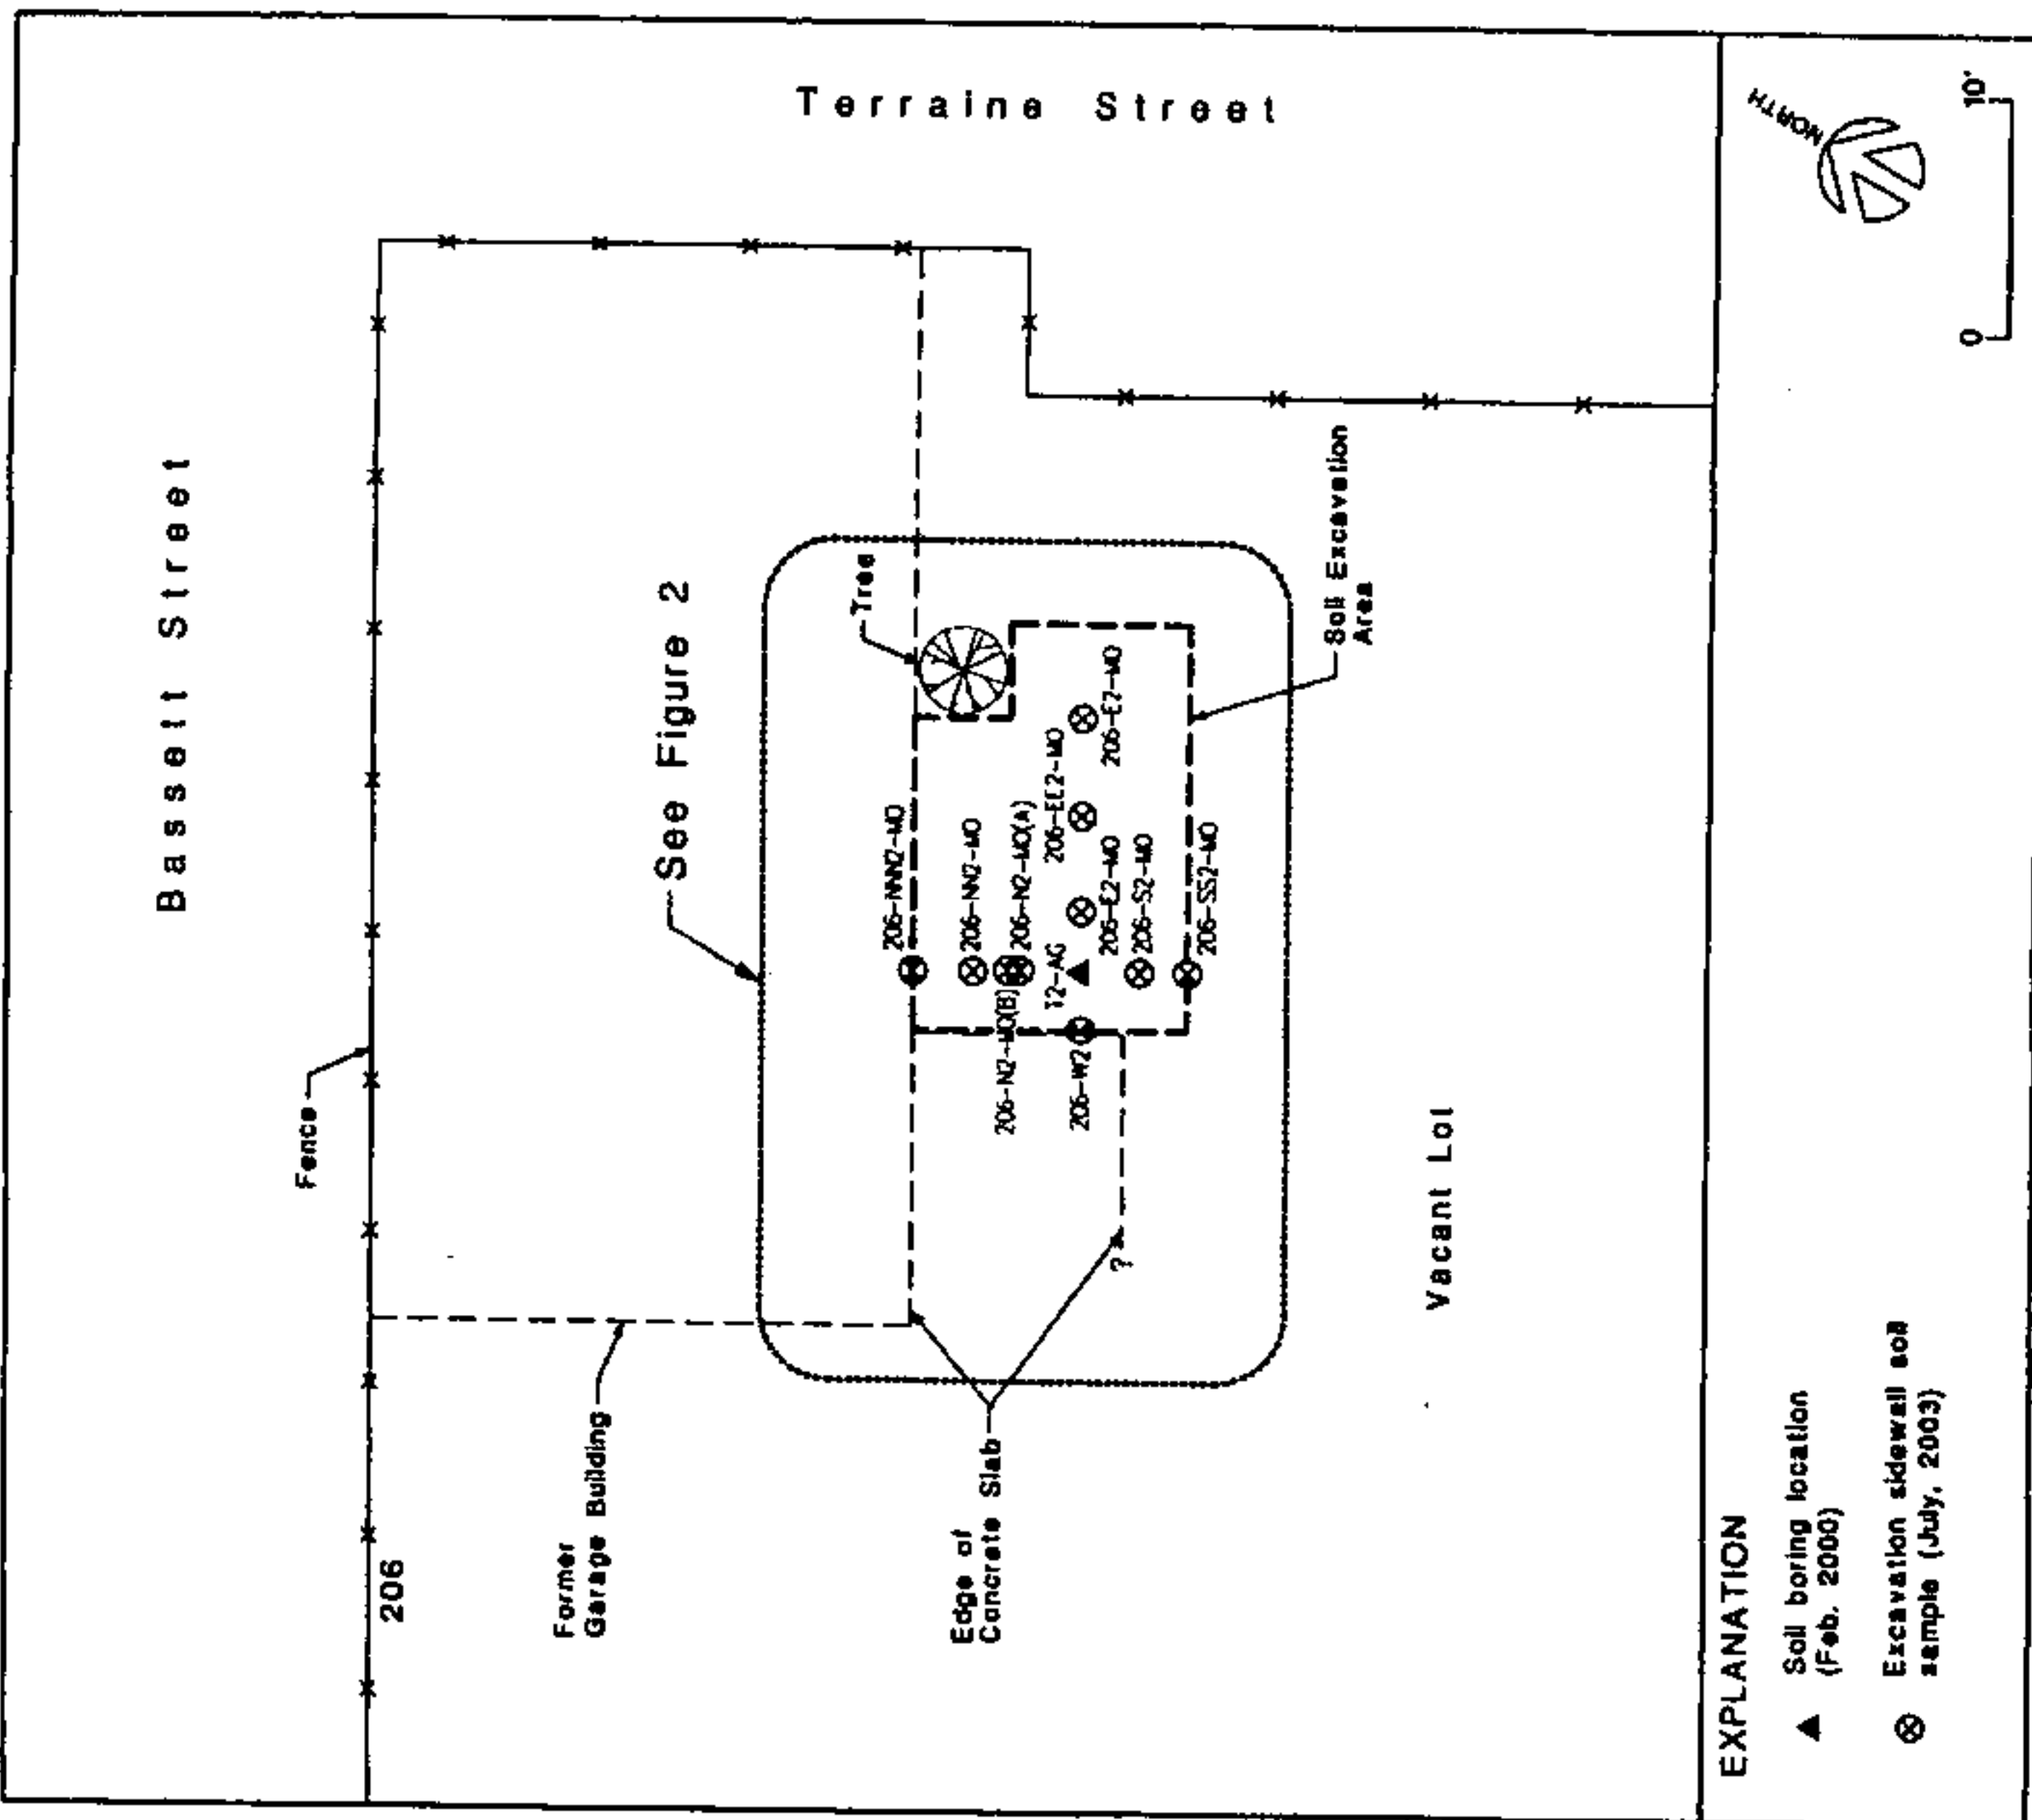 Bassett Street
Terraine Street
Fence
See Figure 2
Tree
206
Former
Garage Building
206-NNN2-MO
206-NN2-MO
206-N2-MO(A)
206-N2-MO(B)
T2-AG
206-EE2-MO
206-E2-MO
206-E?-MO
206-S2-MO
206-SS2-MO
206-W2
Edge of
Concrete Slab
?
Soil Excavation
Area
Vacant Lot
EXPLANATION
Soil boring location
(Feb. 2000)
Excavation sidewall soil
sample (July, 2003)
NORTH
0
10'